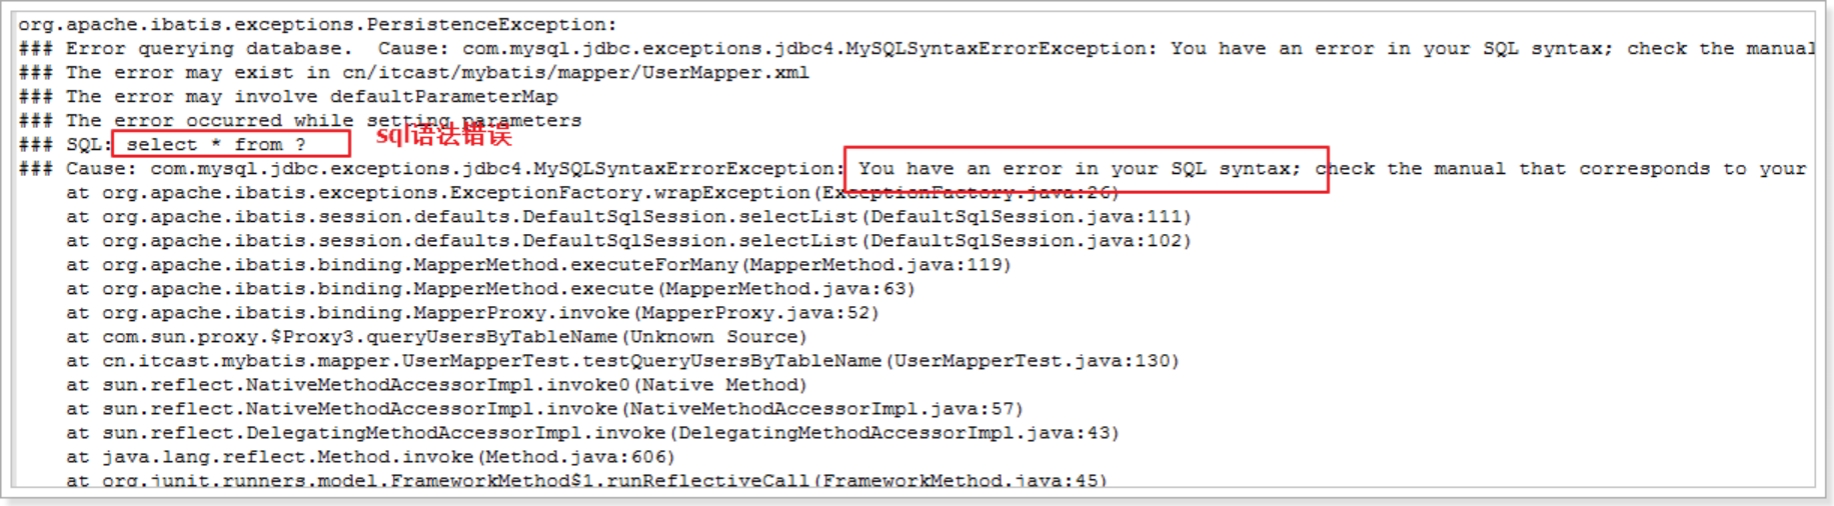 org.apache.ibatis.exceptions.PersistenceException:
### Error querying database.  Cause: com.mysql.jdbc.exceptions.jdbc4.MySQLSyntaxErrorException: You have an error in your SQL syntax; check the manual
### The error may exist in cn/itcast/mybatis/mapper/UserMapper.xml
### The error may involve defaultParameterMap
### The error occurred while setting parameters
sql语法错误
### SQL: select * from ?
### Cause: com.mysql.jdbc.exceptions.jdbc4.MySQLSyntaxErrorException: You have an error in your SQL syntax; check the manual that corresponds to your
at org.apache.ibatis.exceptions.ExceptionFactory.wrapException(ExceptionFactory.java:26)
at org.apache.ibatis.session.defaults.DefaultSqlSession.selectList(DefaultSqlSession.java:111)
at org.apache.ibatis.session.defaults.DefaultSqlSession.selectList(DefaultSqlSession.java:102)
at org.apache.ibatis.binding.MapperMethod.executeForMany(MapperMethod.java:119)
at org.apache.ibatis.binding.MapperMethod.execute(MapperMethod.java:63)
at org.apache.ibatis.binding.MapperProxy.invoke(MapperProxy.java:52)
at com.sun.proxy.$Proxy3.queryUsersByTableName(Unknown Source)
at cn.itcast.mybatis.mapper.UserMapperTest.testQueryUsersByTableName(UserMapperTest.java:130)
at sun.reflect.NativeMethodAccessorImpl.invoke0(Native Method)
at sun.reflect.NativeMethodAccessorImpl.invoke(NativeMethodAccessorImpl.java:57)
at sun.reflect.DelegatingMethodAccessorImpl.invoke(DelegatingMethodAccessorImpl.java:43)
at java.lang.reflect.Method.invoke(Method.java:606)
at org.junit.runners.model.FrameworkMethod$1.runReflectiveCall(FrameworkMethod.java:45)